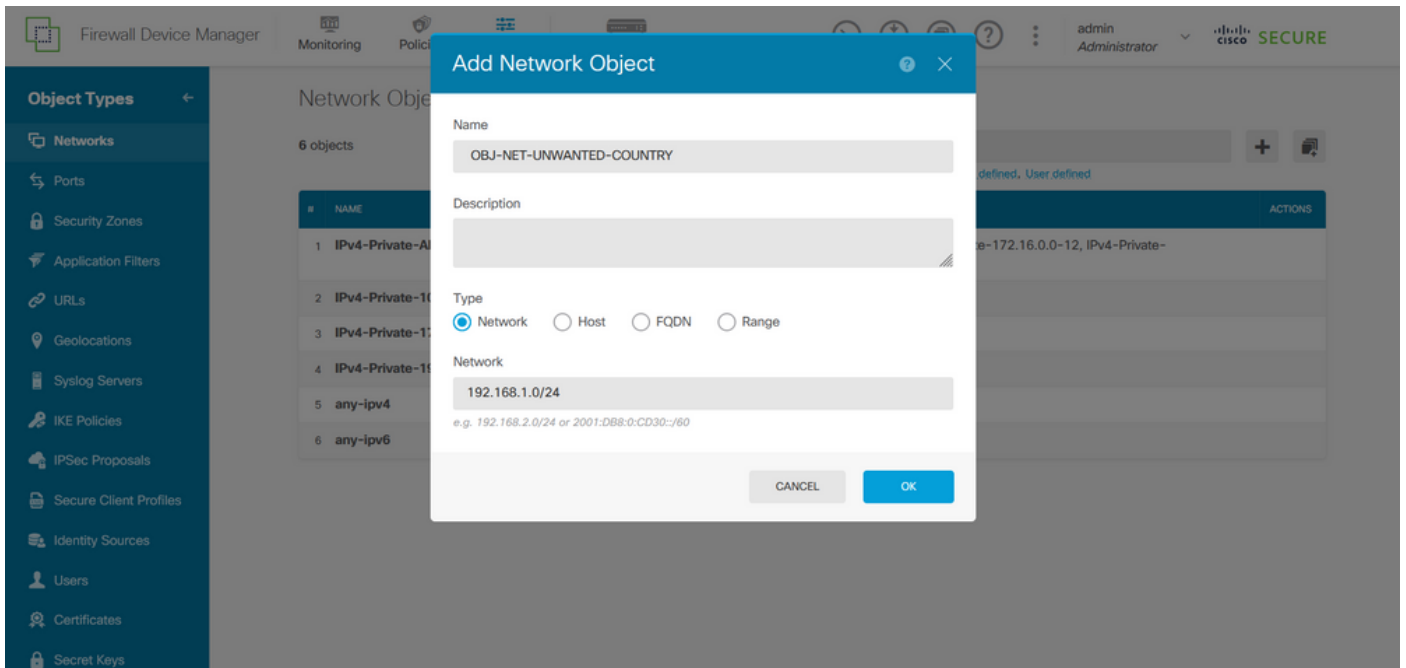 Firewall Device Manager
Monitoring
Polici
admin
Administrator
cisco SECURE
Object Types
Networks
Ports
Security Zones
Application Filters
URLs
Geolocations
Syslog Servers
IKE Policies
IPSec Proposals
Secure Client Profiles
Identity Sources
Users
Certificates
Secret Keys
Network Obje
6 objects
defined, User defined
# NAME ACTIONS
1 IPv4-Private-Al e-172.16.0.0-12, IPv4-Private-
2 IPv4-Private-10
3 IPv4-Private-17
4 IPv4-Private-19
5 any-ipv4
6 any-ipv6
Add Network Object
Name
OBJ-NET-UNWANTED-COUNTRY
Description
Type
Network Host FQDN Range
Network
192.168.1.0/24
e.g. 192.168.2.0/24 or 2001:DB8:0:CD30::/60
CANCEL OK